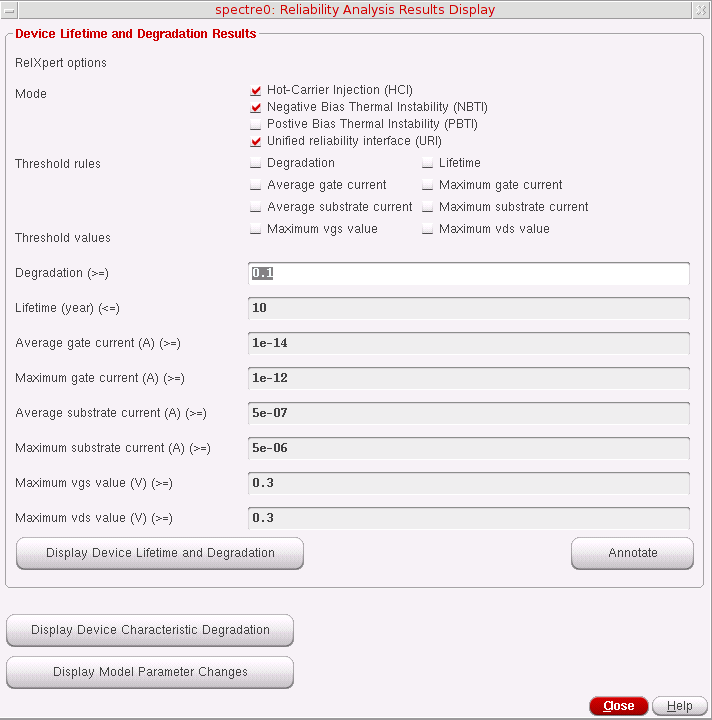 spectre0: Reliability Analysis Results Display
Device Lifetime and Degradation Results
RelXpert options
Mode
Hot-Carrier Injection (HCI)
Negative Bias Thermal Instability (NBTI)
Postive Bias Thermal Instability (PBTI)
Unified reliability interface (URI)
Threshold rules
Degradation Lifetime
Average gate current Maximum gate current
Average substrate current Maximum substrate current
Maximum vgs value Maximum vds value
Threshold values
Degradation (>=) 0.1
Lifetime (year) (<=) 10
Average gate current (A) (>=) 1e-14
Maximum gate current (A) (>=) 1e-12
Average substrate current (A) (>=) 5e-07
Maximum substrate current (A) (>=) 5e-06
Maximum vgs value (V) (>=) 0.3
Maximum vds value (V) (>=) 0.3
Display Device Lifetime and Degradation Annotate
Display Device Characteristic Degradation
Display Model Parameter Changes
Close Help